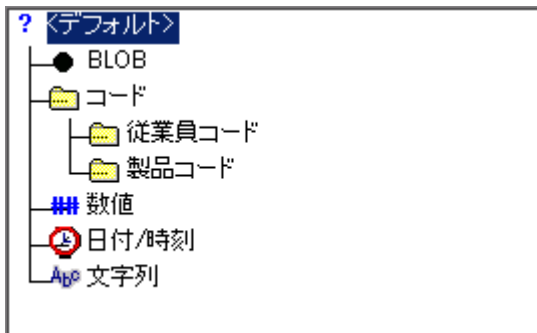 ? <デフォルト>
BLOB
コード
従業員コード
製品コード
## 数値
日付/時刻
Abc 文字列